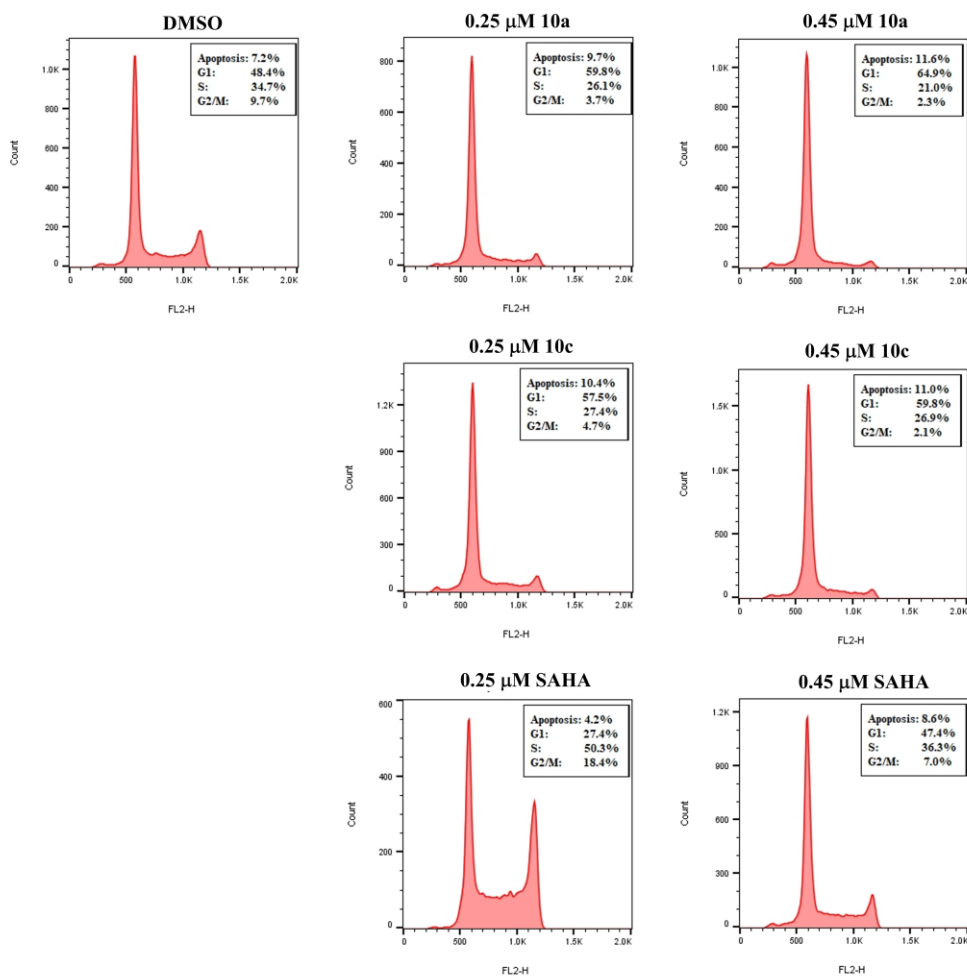 DMSO
0.25 μM 10a
0.45 μM 10a
Apoptosis: 7.2%
G1: 48.4%
S: 34.7%
G2/M: 9.7%
1.0K
800
600
400
200
0
Count
0 500 1.0K 1.5K 2.0K
FL2-H
Apoptosis: 9.7%
G1: 59.8%
S: 26.1%
G2/M: 3.7%
800
600
400
200
0
Count
0 500 1.0K 1.5K 2.0K
FL2-H
Apoptosis: 11.6%
G1: 64.9%
S: 21.0%
G2/M: 2.3%
1.0K
800
600
400
200
0
Count
0 500 1.0K 1.5K 2.0K
FL2-H
0.25 μM 10c
0.45 μM 10c
Apoptosis: 10.4%
G1: 57.5%
S: 27.4%
G2/M: 4.7%
1.2K
900
600
300
0
Count
0 500 1.0K 1.5K 2.0K
FL2-H
Apoptosis: 11.0%
G1: 59.8%
S: 26.9%
G2/M: 2.1%
1.5K
1.0K
500
0
Count
0 500 1.0K 1.5K 2.0K
FL2-H
0.25 μM SAHA
0.45 μM SAHA
Apoptosis: 4.2%
G1: 27.4%
S: 50.3%
G2/M: 18.4%
600
400
200
0
Count
0 500 1.0K 1.5K 2.0K
FL2-H
Apoptosis: 8.6%
G1: 47.4%
S: 36.3%
G2/M: 7.0%
1.2K
900
600
300
0
Count
0 500 1.0K 1.5K 2.0K
FL2-H